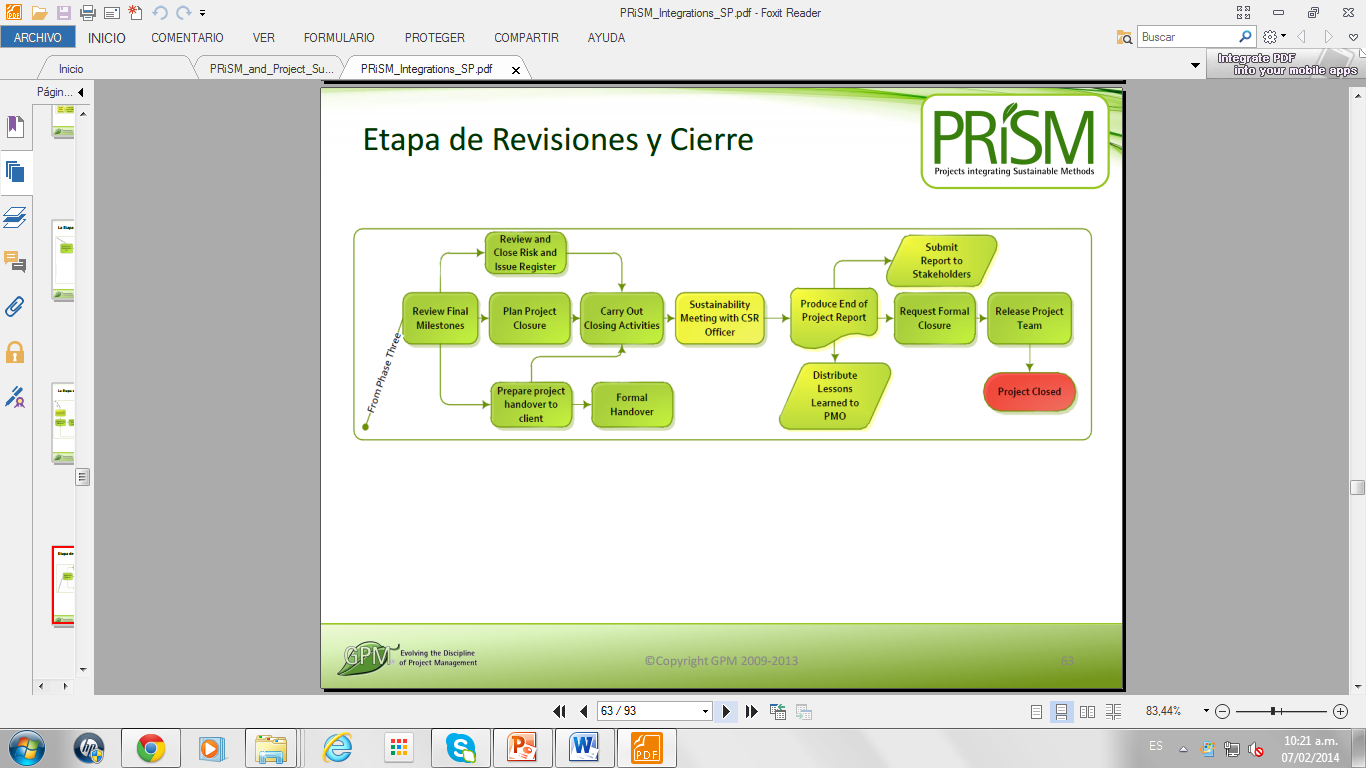 PRiSM_Integrations_SP.pdf - Foxit Reader
ARCHIVO INICIO COMENTARIO VER FORMULARIO PROTEGER COMPARTIR AYUDA
Buscar
Inicio
PRiSM_and_Project_Su...
PRiSM_Integrations_SP.pdf
Integrate PDF
into your mobile apps
Págin...
Etapa de Revisiones y Cierre
PRiSM
Projects integrating Sustainable Methods
From Phase Three
Review and
Close Risk and
Issue Register
Review Final
Milestones
Plan Project
Closure
Carry Out
Closing Activities
Sustainability
Meeting with CSR
Officer
Produce End of
Project Report
Submit
Report to
Stakeholders
Request Formal
Closure
Release Project
Team
Prepare project
handover to
client
Formal
Handover
Distribute
Lessons
Learned to
PMO
Project Closed
GPM
Evolving the Discipline
of Project Management
©Copyright GPM 2009-2013
63
63 / 93
83,44%
hp
PDF
ES
10:21 a.m.
07/02/2014